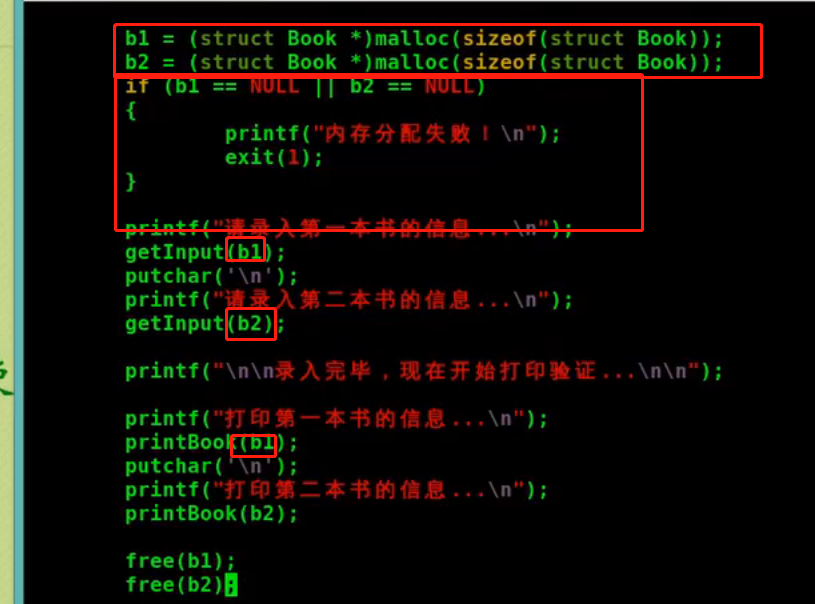 b1 = (struct Book *)malloc(sizeof(struct Book));
b2 = (struct Book *)malloc(sizeof(struct Book));
if (b1 == NULL || b2 == NULL)
{
        printf("内存分配失败！\n");
        exit(1);
}
printf("请录入第一本书的信息...\n");
getInput(b1);
putchar('\n');
printf("请录入第二本书的信息...\n");
getInput(b2);
printf("\n\n录入完毕，现在开始打印验证...\n\n");
printf("打印第一本书的信息...\n");
printBook(b1);
putchar('\n');
printf("打印第二本书的信息...\n");
printBook(b2);
free(b1);
free(b2);